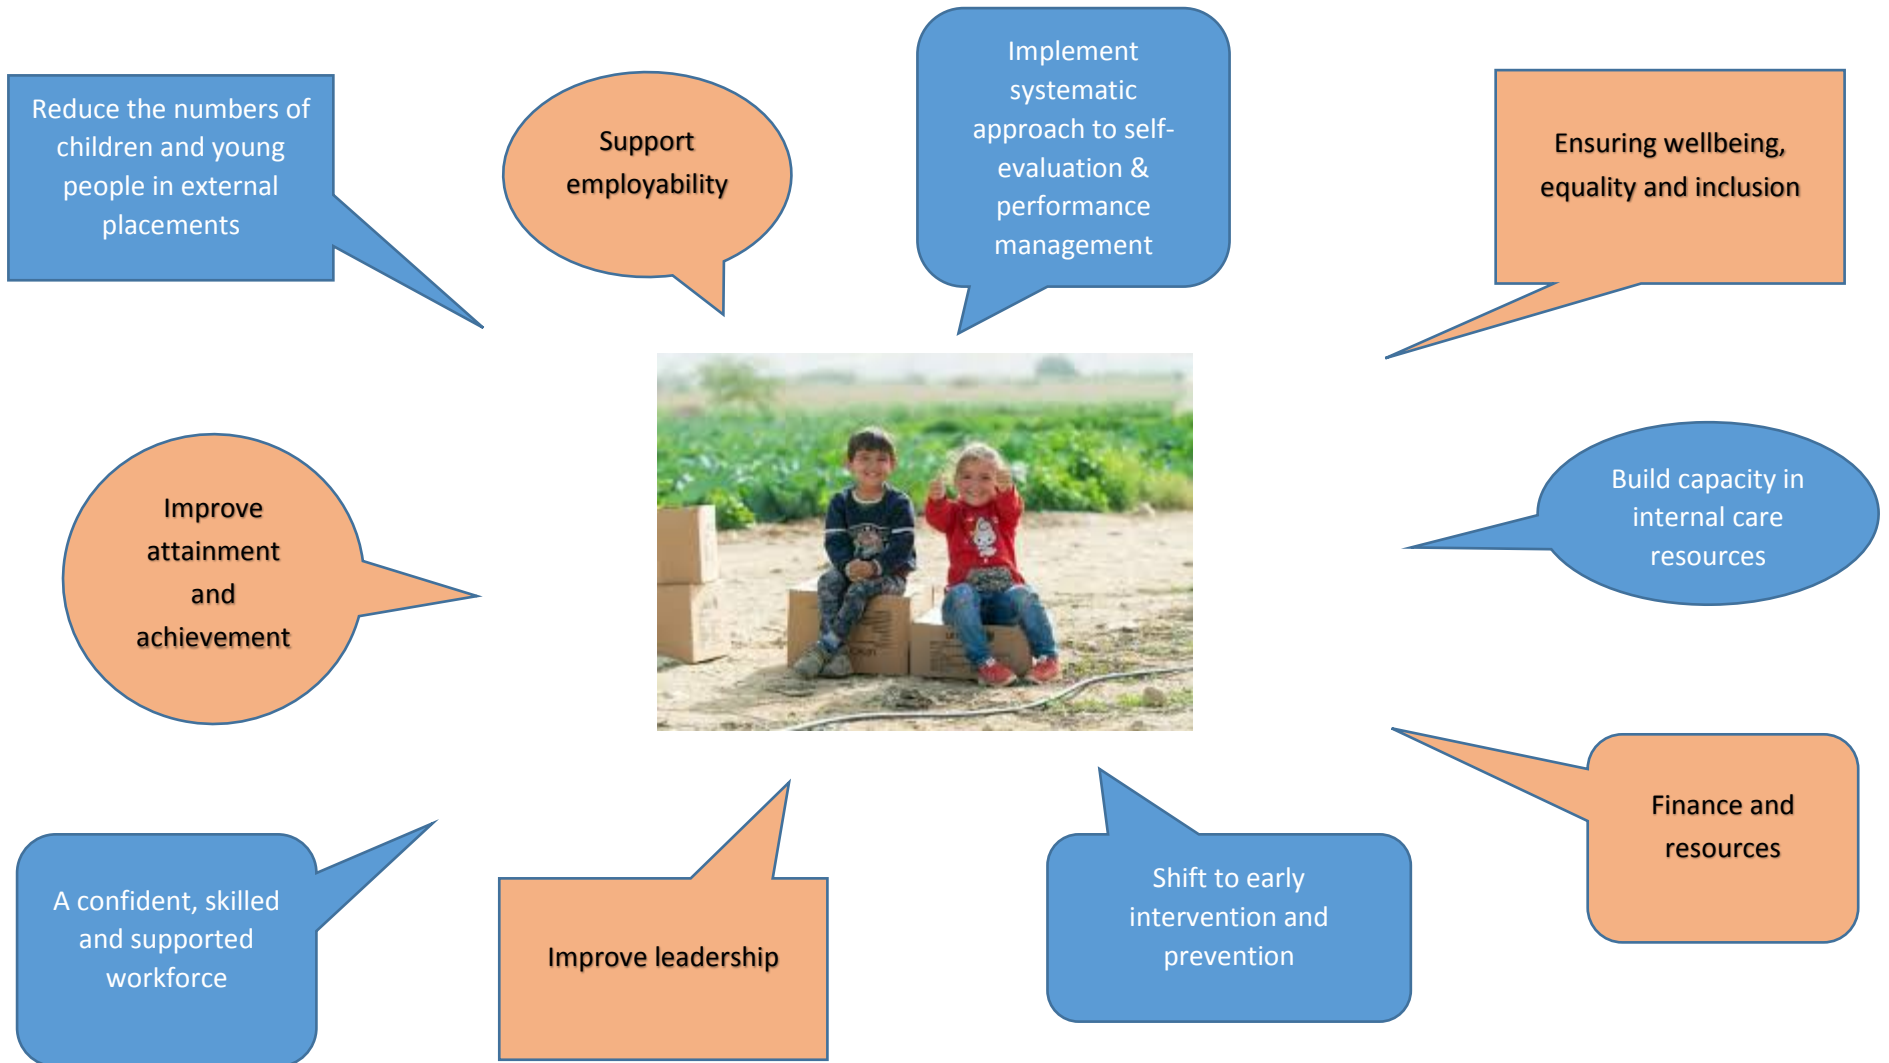 Reduce the numbers of
children and young
people in external
placements
Support
employability
Implement
systematic
approach to self-
evaluation &
performance
management
Ensuring wellbeing,
equality and inclusion
Improve
attainment
and
achievement
Build capacity in
internal care
resources
Finance and
resources
A confident, skilled
and supported
workforce
Improve leadership
Shift to early
intervention and
prevention